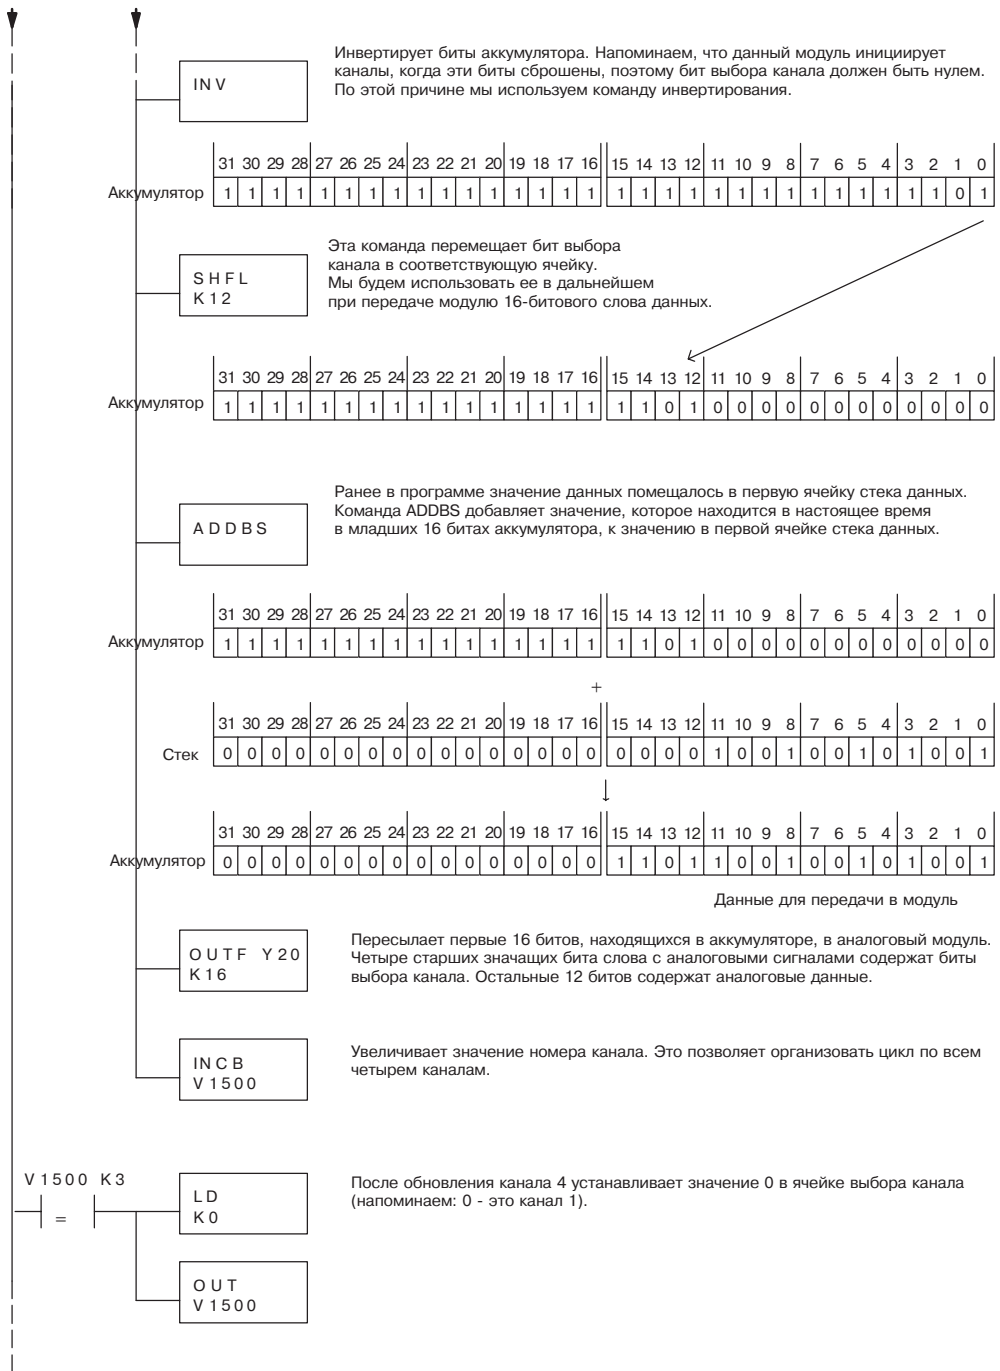 Инвертирует биты аккумулятора. Напоминаем, что данный модуль инициирует
каналы, когда эти биты сброшены, поэтому бит выбора канала должен быть нулем.
По этой причине мы используем команду инвертирования.
INV
31 30 29 28 27 26 25 24 23 22 21 20 19 18 17 16 15 14 13 12 11 10 9 8 7 6 5 4 3 2 1 0
Аккумулятор 1 1 1 1 1 1 1 1 1 1 1 1 1 1 1 1 1 1 1 1 1 1 1 1 1 1 1 1 1 1 0 1
Эта команда перемещает бит выбора
канала в соответствующую ячейку.
Мы будем использовать ее в дальнейшем
при передаче модулю 16-битового слова данных.
SHFL
K12
31 30 29 28 27 26 25 24 23 22 21 20 19 18 17 16 15 14 13 12 11 10 9 8 7 6 5 4 3 2 1 0
Аккумулятор 1 1 1 1 1 1 1 1 1 1 1 1 1 1 1 1 1 1 0 1 0 0 0 0 0 0 0 0 0 0 0 0
Ранее в программе значение данных помещалось в первую ячейку стека данных.
Команда ADDBS добавляет значение, которое находится в настоящее время
в младших 16 битах аккумулятора, к значению в первой ячейке стека данных.
ADDBS
31 30 29 28 27 26 25 24 23 22 21 20 19 18 17 16 15 14 13 12 11 10 9 8 7 6 5 4 3 2 1 0
Аккумулятор 1 1 1 1 1 1 1 1 1 1 1 1 1 1 1 1 1 1 0 1 0 0 0 0 0 0 0 0 0 0 0 0
+
31 30 29 28 27 26 25 24 23 22 21 20 19 18 17 16 15 14 13 12 11 10 9 8 7 6 5 4 3 2 1 0
Стек 0 0 0 0 0 0 0 0 0 0 0 0 0 0 0 0 0 0 0 0 1 0 0 1 0 0 1 0 1 0 0 1
31 30 29 28 27 26 25 24 23 22 21 20 19 18 17 16 15 14 13 12 11 10 9 8 7 6 5 4 3 2 1 0
Аккумулятор 0 0 0 0 0 0 0 0 0 0 0 0 0 0 0 0 1 1 0 1 1 0 0 1 0 0 1 0 1 0 0 1
Данные для передачи в модуль
OUTF Y20
K16
Пересылает первые 16 битов, находящихся в аккумуляторе, в аналоговый модуль.
Четыре старших значащих бита слова с аналоговыми сигналами содержат биты
выбора канала. Остальные 12 битов содержат аналоговые данные.
INCB
V1500
Увеличивает значение номера канала. Это позволяет организовать цикл по всем
четырем каналам.
V1500 K3
=
LD
K0
После обновления канала 4 устанавливает значение 0 в ячейке выбора канала
(напоминаем: 0 - это канал 1).
OUT
V1500